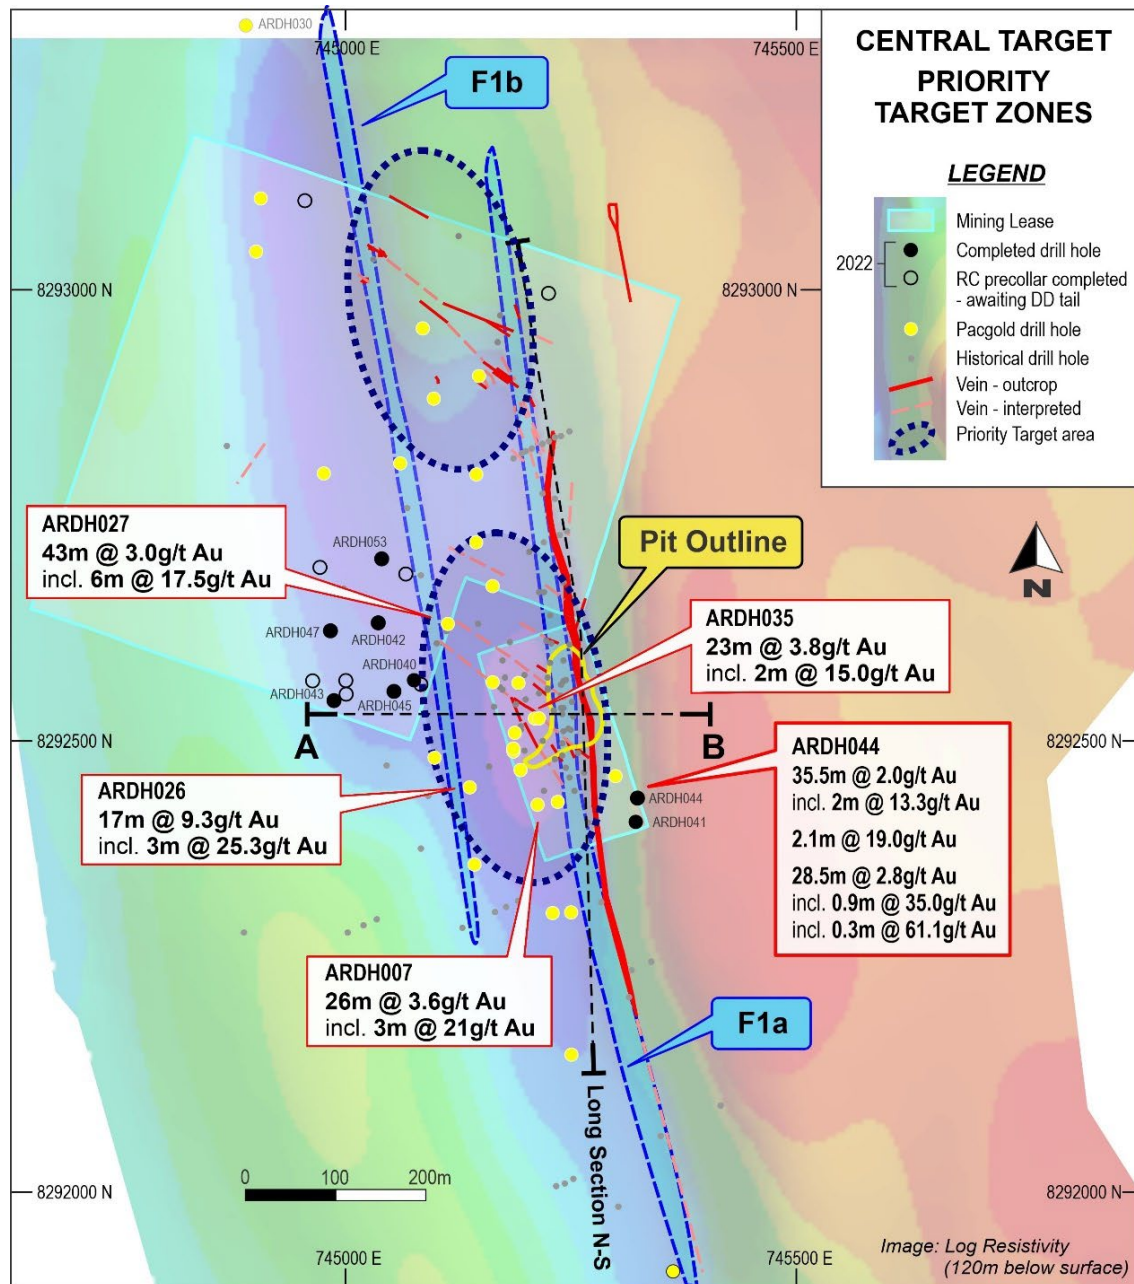 ARDH030
745000 E
745500 E
CENTRAL TARGET
PRIORITY
TARGET ZONES
LEGEND
Mining Lease
2022
Completed drill hole
RC precollar completed
- awaiting DD tail
Pacgold drill hole
Historical drill hole
Vein - outcrop
Vein - interpreted
Priority Target area
F1b
8293000 N
8293000 N
N
ARDH027
43m @ 3.0g/t Au
incl. 6m @ 17.5g/t Au
ARDH053
Pit Outline
ARDH047
ARDH042
ARDH040
ARDH043
ARDH045
ARDH035
23m @ 3.8g/t Au
incl. 2m @ 15.0g/t Au
A
B
8292500 N
8292500 N
ARDH044
35.5m @ 2.0g/t Au
incl. 2m @ 13.3g/t Au
2.1m @ 19.0g/t Au
28.5m @ 2.8g/t Au
incl. 0.9m @ 35.0g/t Au
incl. 0.3m @ 61.1g/t Au
ARDH044
ARDH041
ARDH026
17m @ 9.3g/t Au
incl. 3m @ 25.3g/t Au
ARDH007
26m @ 3.6g/t Au
incl. 3m @ 21g/t Au
F1a
Long Section N-S
0 100 200m
8292000 N
8292000 N
745000 E
745500 E
Image: Log Resistivity
(120m below surface)